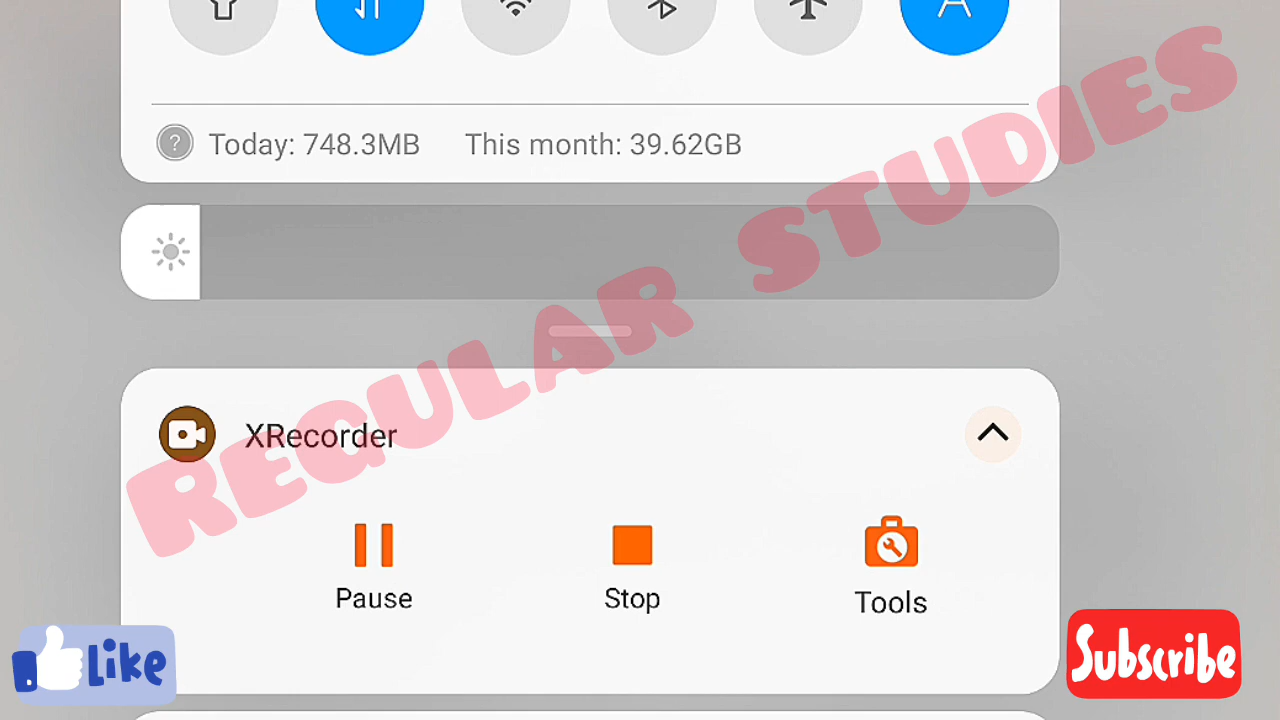 Today: 748.3MB This month: 39.62GB
REGULAR STUDIES
XRecorder
Pause Stop Tools
Like
Subscribe